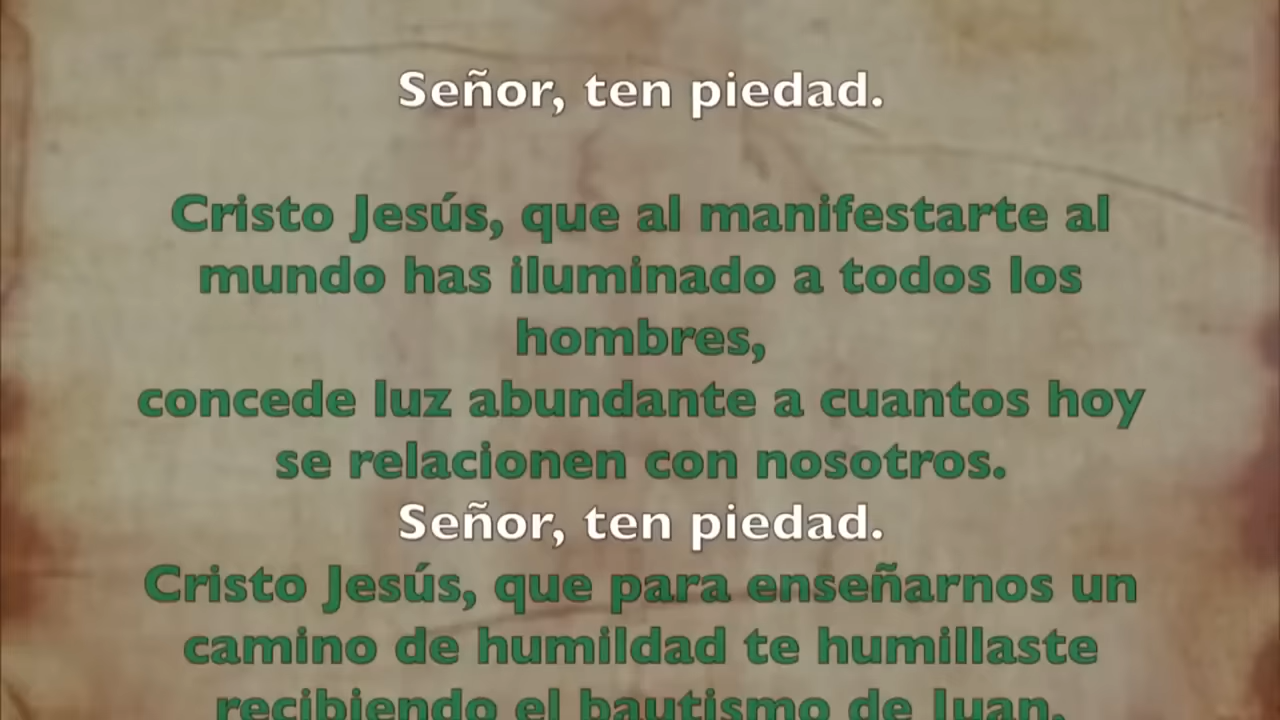 Señor, ten piedad.
Cristo Jesús, que al manifestarte al
mundo has iluminado a todos los
hombres,
concede luz abundante a cuantos hoy
se relacionen con nosotros.
Señor, ten piedad.
Cristo Jesús, que para enseñarnos un
camino de humildad te humillaste
recibiendo el bautismo de Juan,